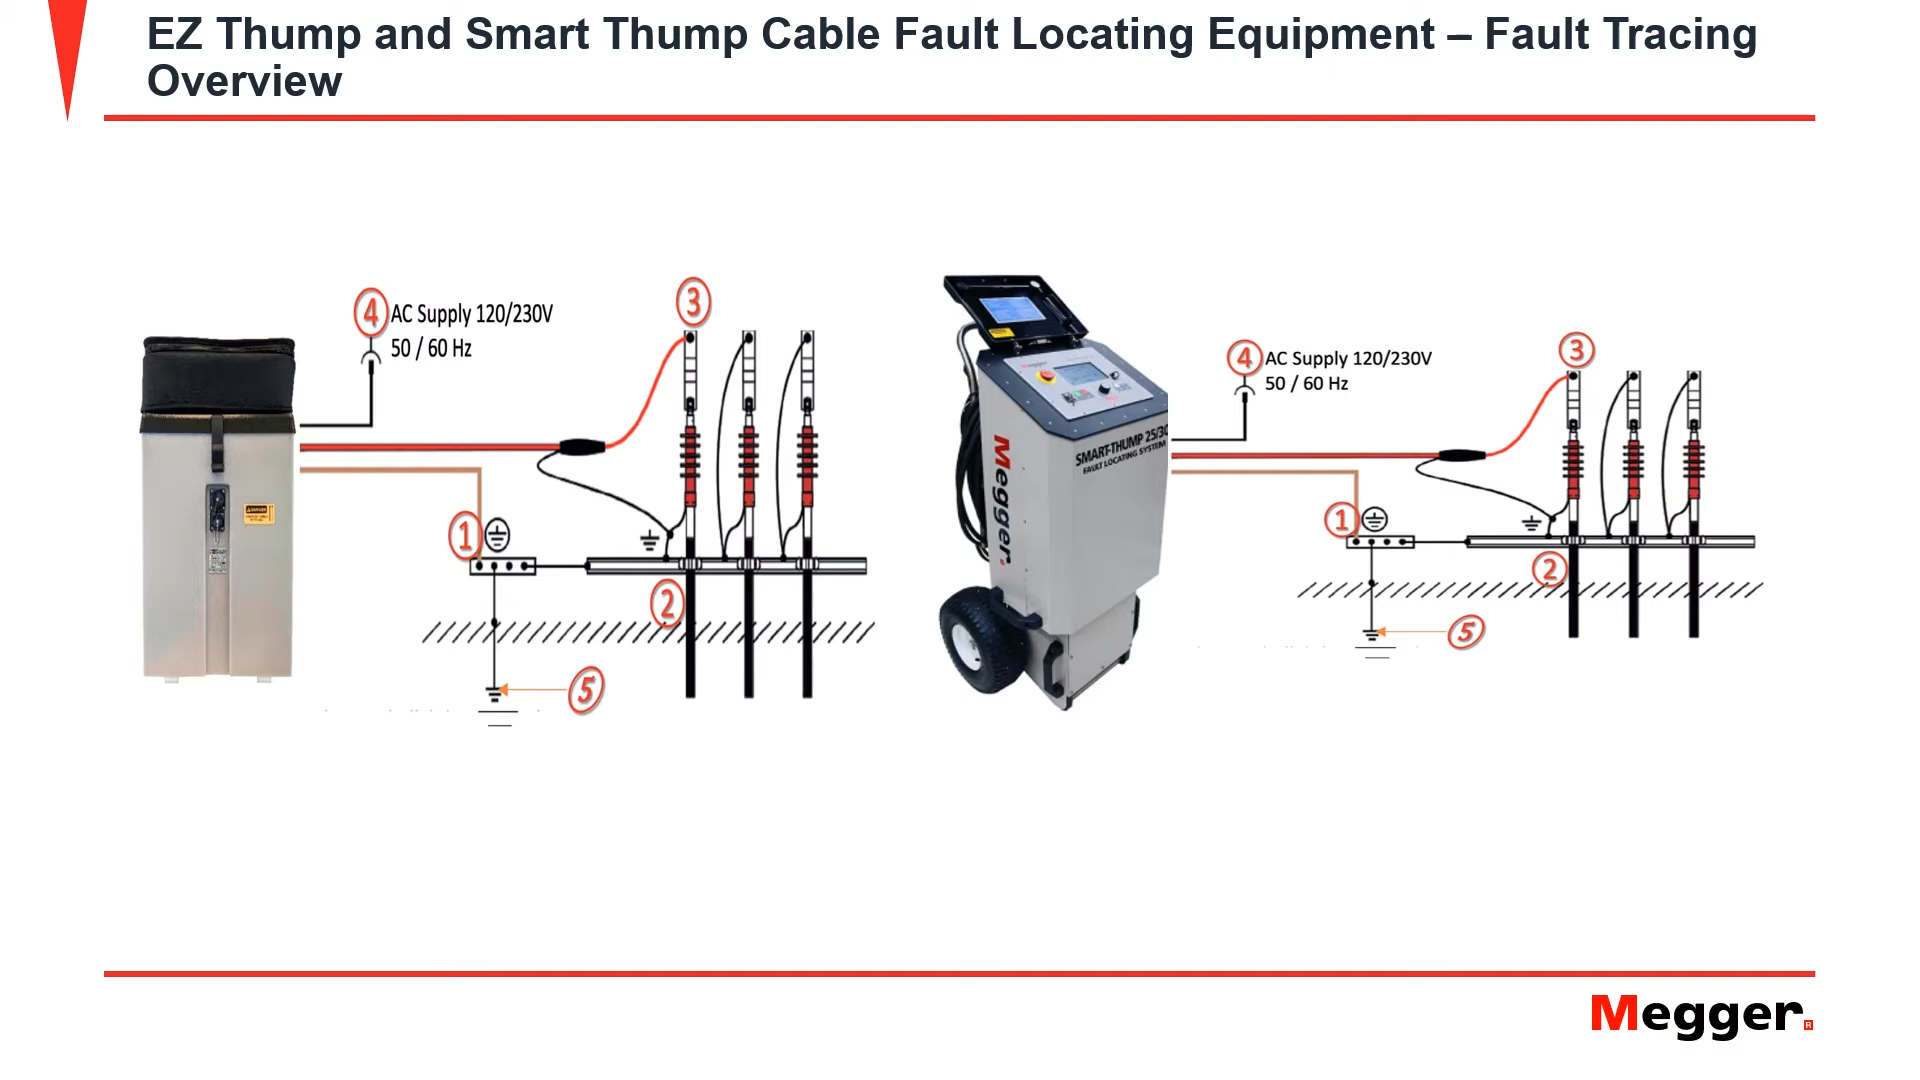 EZ Thump and Smart Thump Cable Fault Locating Equipment – Fault Tracing
Overview
4 AC Supply 120/230V
50 / 60 Hz
3
1
2
5
Megger.
SMART-THUMP 25/30
FAULT LOCATING SYSTEM
Megger.
4 AC Supply 120/230V
50 / 60 Hz
3
1
2
5
Megger.